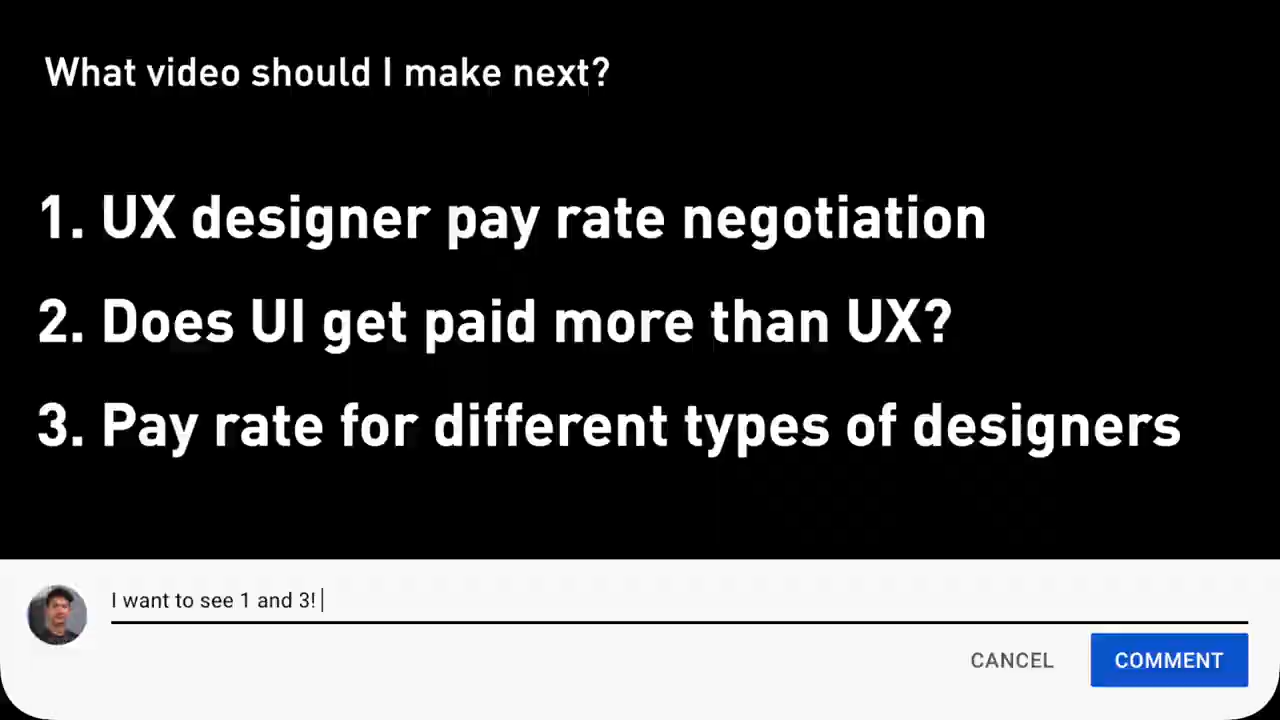 What video should I make next?
1. UX designer pay rate negotiation
2. Does UI get paid more than UX?
3. Pay rate for different types of designers
I want to see 1 and 3!
CANCEL COMMENT